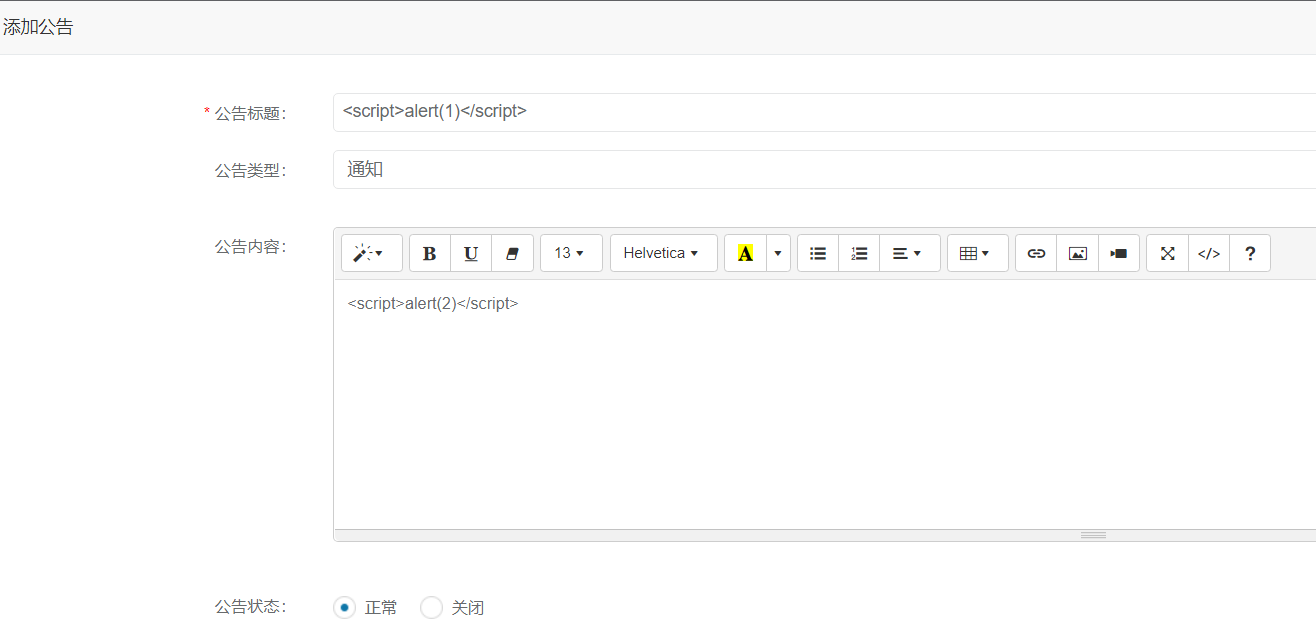 添加公告
* 公告标题: <script>alert(1)</script>
公告类型: 通知
公告内容:
B U 13 Helvetica A </> ?
<script>alert(2)</script>
公告状态: 正常 关闭